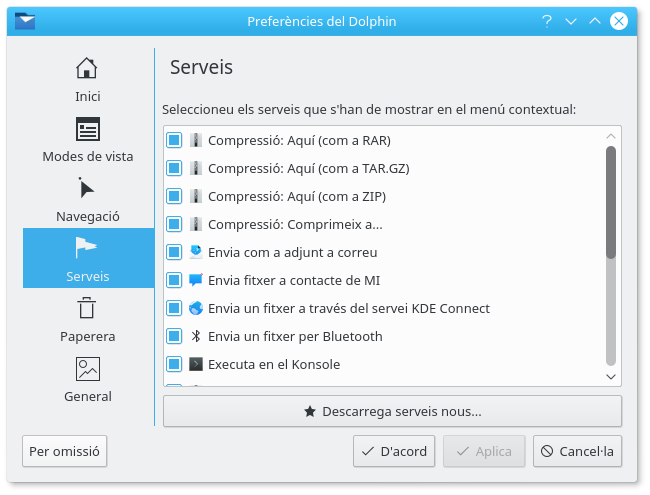 Preferències del Dolphin
Inici
Modes de vista
Navegació
Serveis
Paperera
General
Serveis
Seleccioneu els serveis que s'han de mostrar en el menú contextual:
Compressió: Aquí (com a RAR)
Compressió: Aquí (com a TAR.GZ)
Compressió: Aquí (com a ZIP)
Compressió: Comprimeix a...
Envia com a adjunt a correu
Envia fitxer a contacte de MI
Envia un fitxer a través del servei KDE Connect
Envia un fitxer per Bluetooth
Executa en el Konsole
Descarrega serveis nous...
Per omissió
D'acord
Aplica
Cancel·la